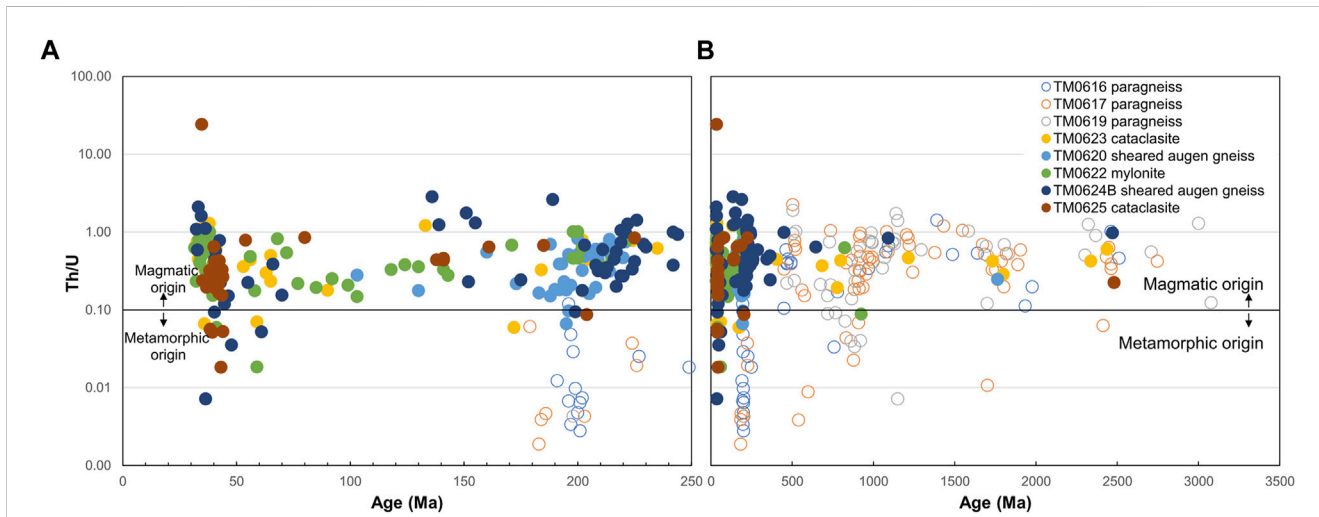 A
B
Th/U
100.00
10.00
1.00
0.10
0.01
0.00
Magmatic
origin
Metamorphic
origin
0
50
100
150
200
250
Age (Ma)
TM0616 paragneiss
TM0617 paragneiss
TM0619 paragneiss
TM0623 cataclasite
TM0620 sheared augen gneiss
TM0622 mylonite
TM0624B sheared augen gneiss
TM0625 cataclasite
Magmatic origin
Metamorphic origin
0
500
1000
1500
2000
2500
3000
3500
Age (Ma)